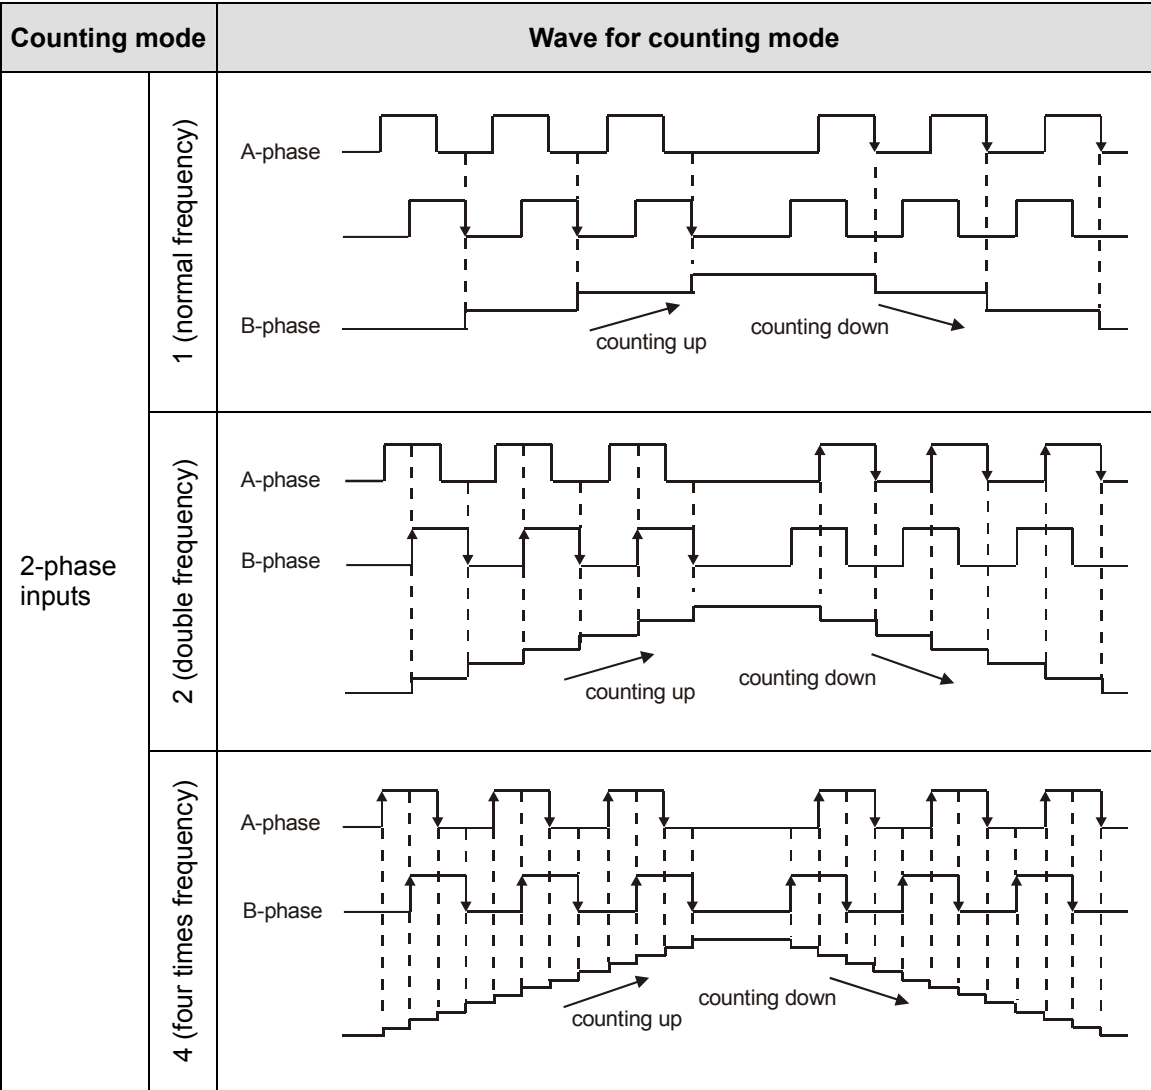 Counting mode
Wave for counting mode
2-phase
inputs
1 (normal frequency)
A-phase
B-phase
counting up
counting down
2 (double frequency)
A-phase
B-phase
counting up
counting down
4 (four times frequency)
A-phase
B-phase
counting up
counting down